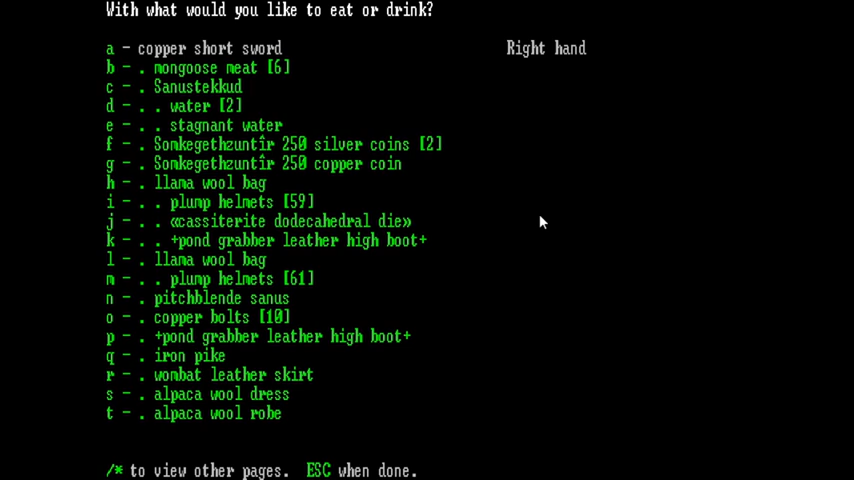 With what would you like to eat or drink?
a - copper short sword Right hand
b - . mongoose meat [6]
c - . Sanustekkud
d - . . water [2]
e - . . stagnant water
f - . Somkegethzuntîr 250 silver coins [2]
g - . Somkegethzuntîr 250 copper coin
h - . llama wool bag
i - . . plump helmets [59]
j - . . «cassiterite dodecahedral die»
k - . . +pond grabber leather high boot+
l - . llama wool bag
m - . . plump helmets [61]
n - . pitchblende sanus
o - . copper bolts [10]
p - . +pond grabber leather high boot+
q - . iron pike
r - . wombat leather skirt
s - . alpaca wool dress
t - . alpaca wool robe
/* to view other pages. ESC when done.